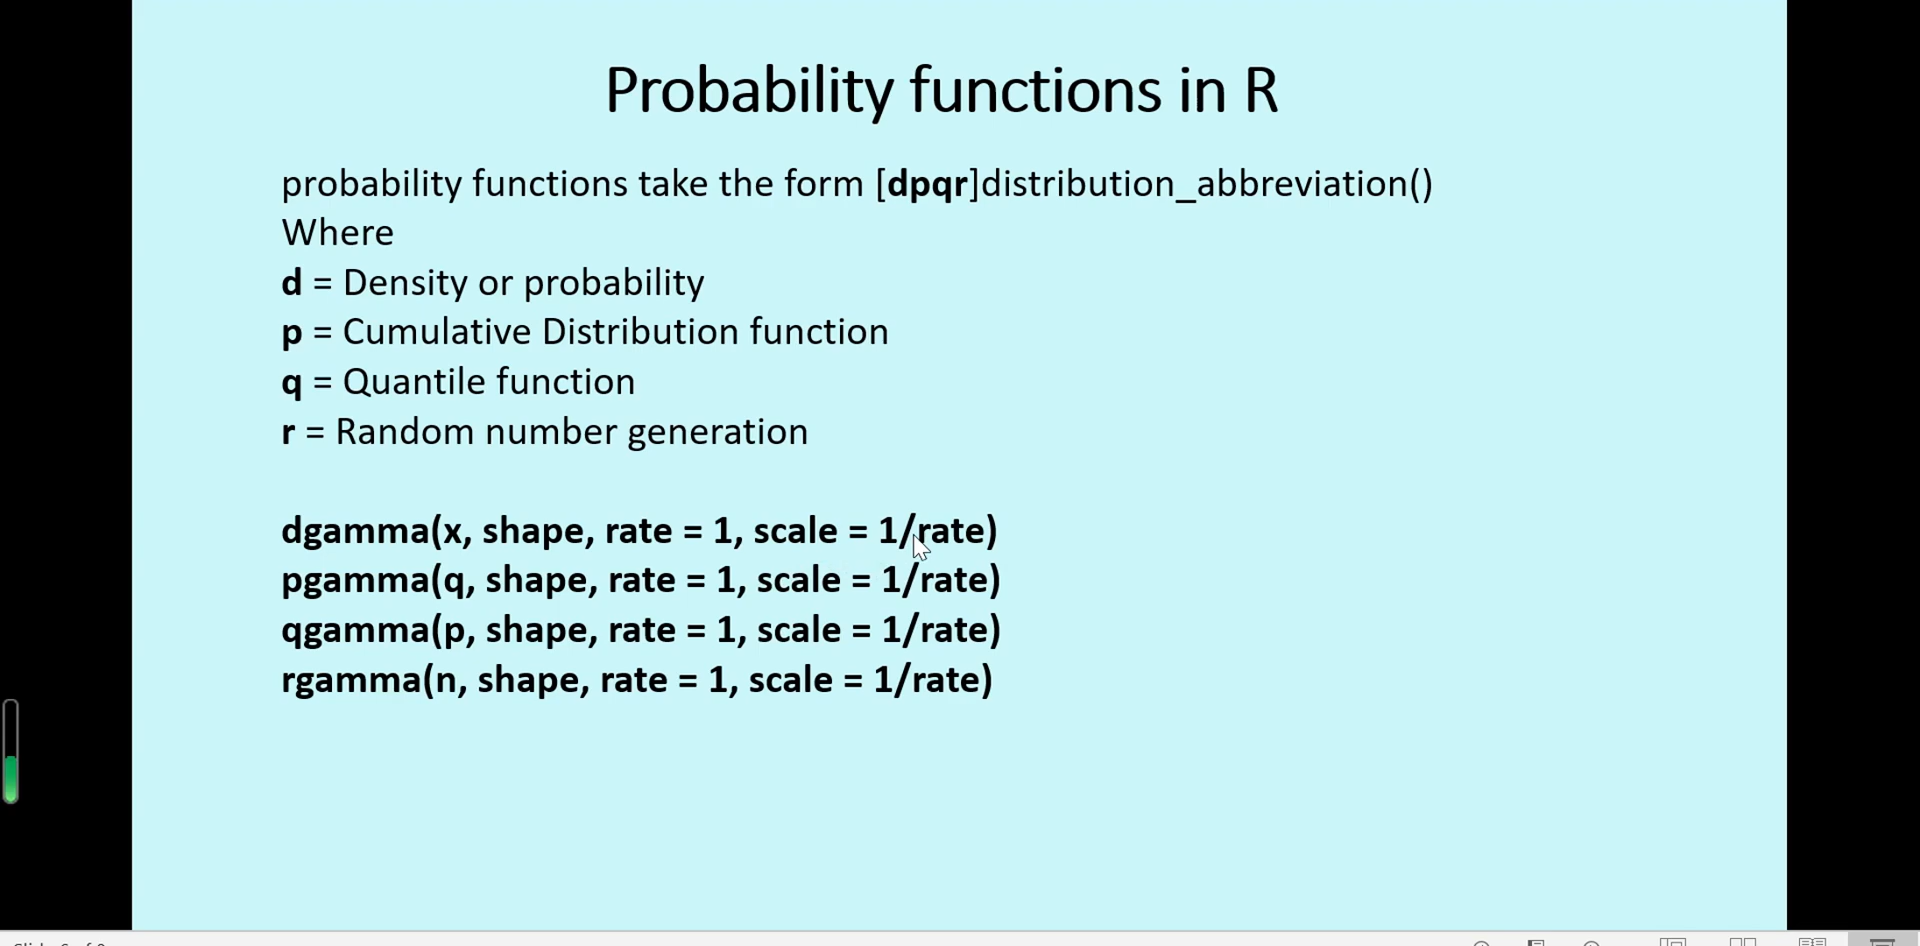 Probability functions in R
probability functions take the form [dpqr]distribution_abbreviation()
Where
d = Density or probability
p = Cumulative Distribution function
q = Quantile function
r = Random number generation
dgamma(x, shape, rate = 1, scale = 1/rate)
pgamma(q, shape, rate = 1, scale = 1/rate)
qgamma(p, shape, rate = 1, scale = 1/rate)
rgamma(n, shape, rate = 1, scale = 1/rate)